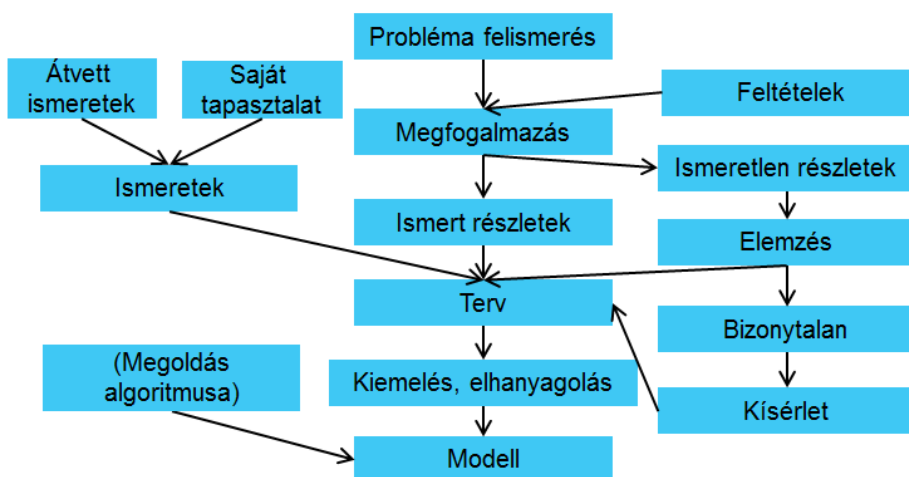 Probléma felismerés
Átvett
ismeretek
Saját
tapasztalat
Feltételek
Megfogalmazás
Ismeretlen részletek
Ismeretek
Ismert részletek
Elemzés
Terv
Bizonytalan
(Megoldás
algoritmusa)
Kiemelés, elhanyagolás
Kísérlet
Modell